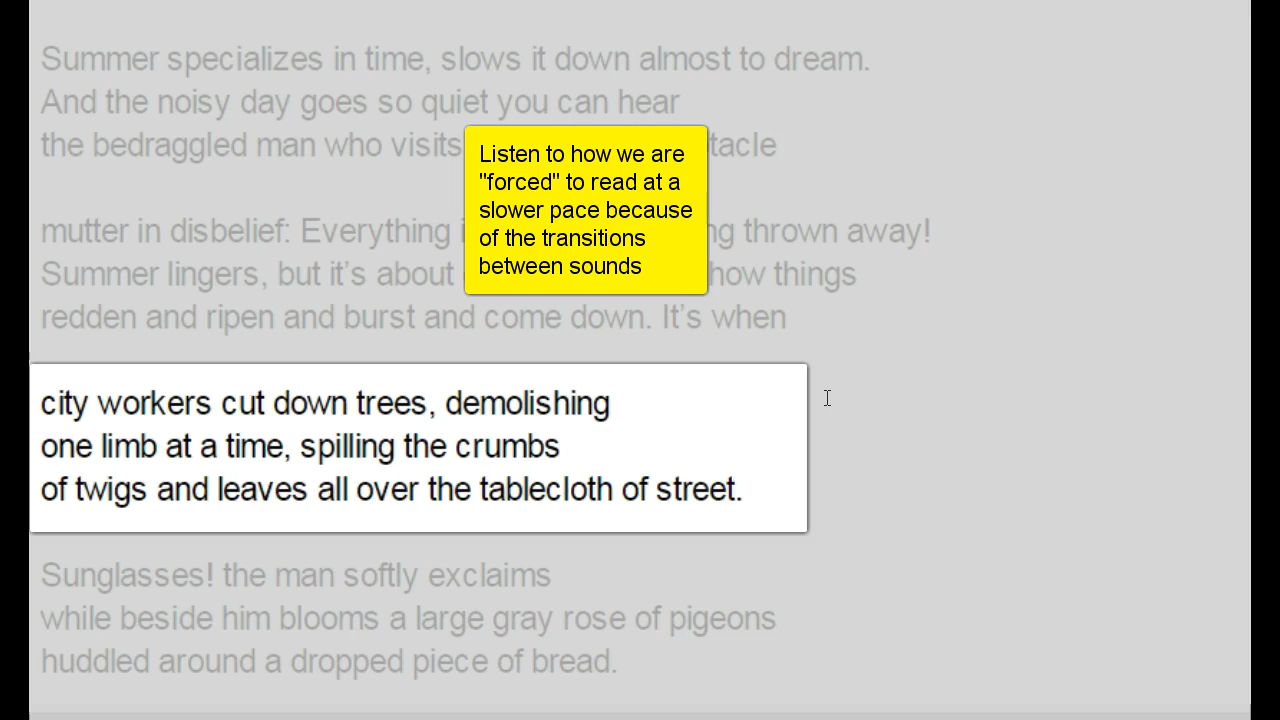 Summer specializes in time, slows it down almost to dream.
And the noisy day goes so quiet you can hear
the bedraggled man who visits tacle
Listen to how we are
"forced" to read at a
slower pace because
of the transitions
between sounds
mutter in disbelief: Everything ng thrown away!
Summer lingers, but it’s about how things
redden and ripen and burst and come down. It’s when
city workers cut down trees, demolishing
one limb at a time, spilling the crumbs
of twigs and leaves all over the tablecloth of street.
Sunglasses! the man softly exclaims
while beside him blooms a large gray rose of pigeons
huddled around a dropped piece of bread.